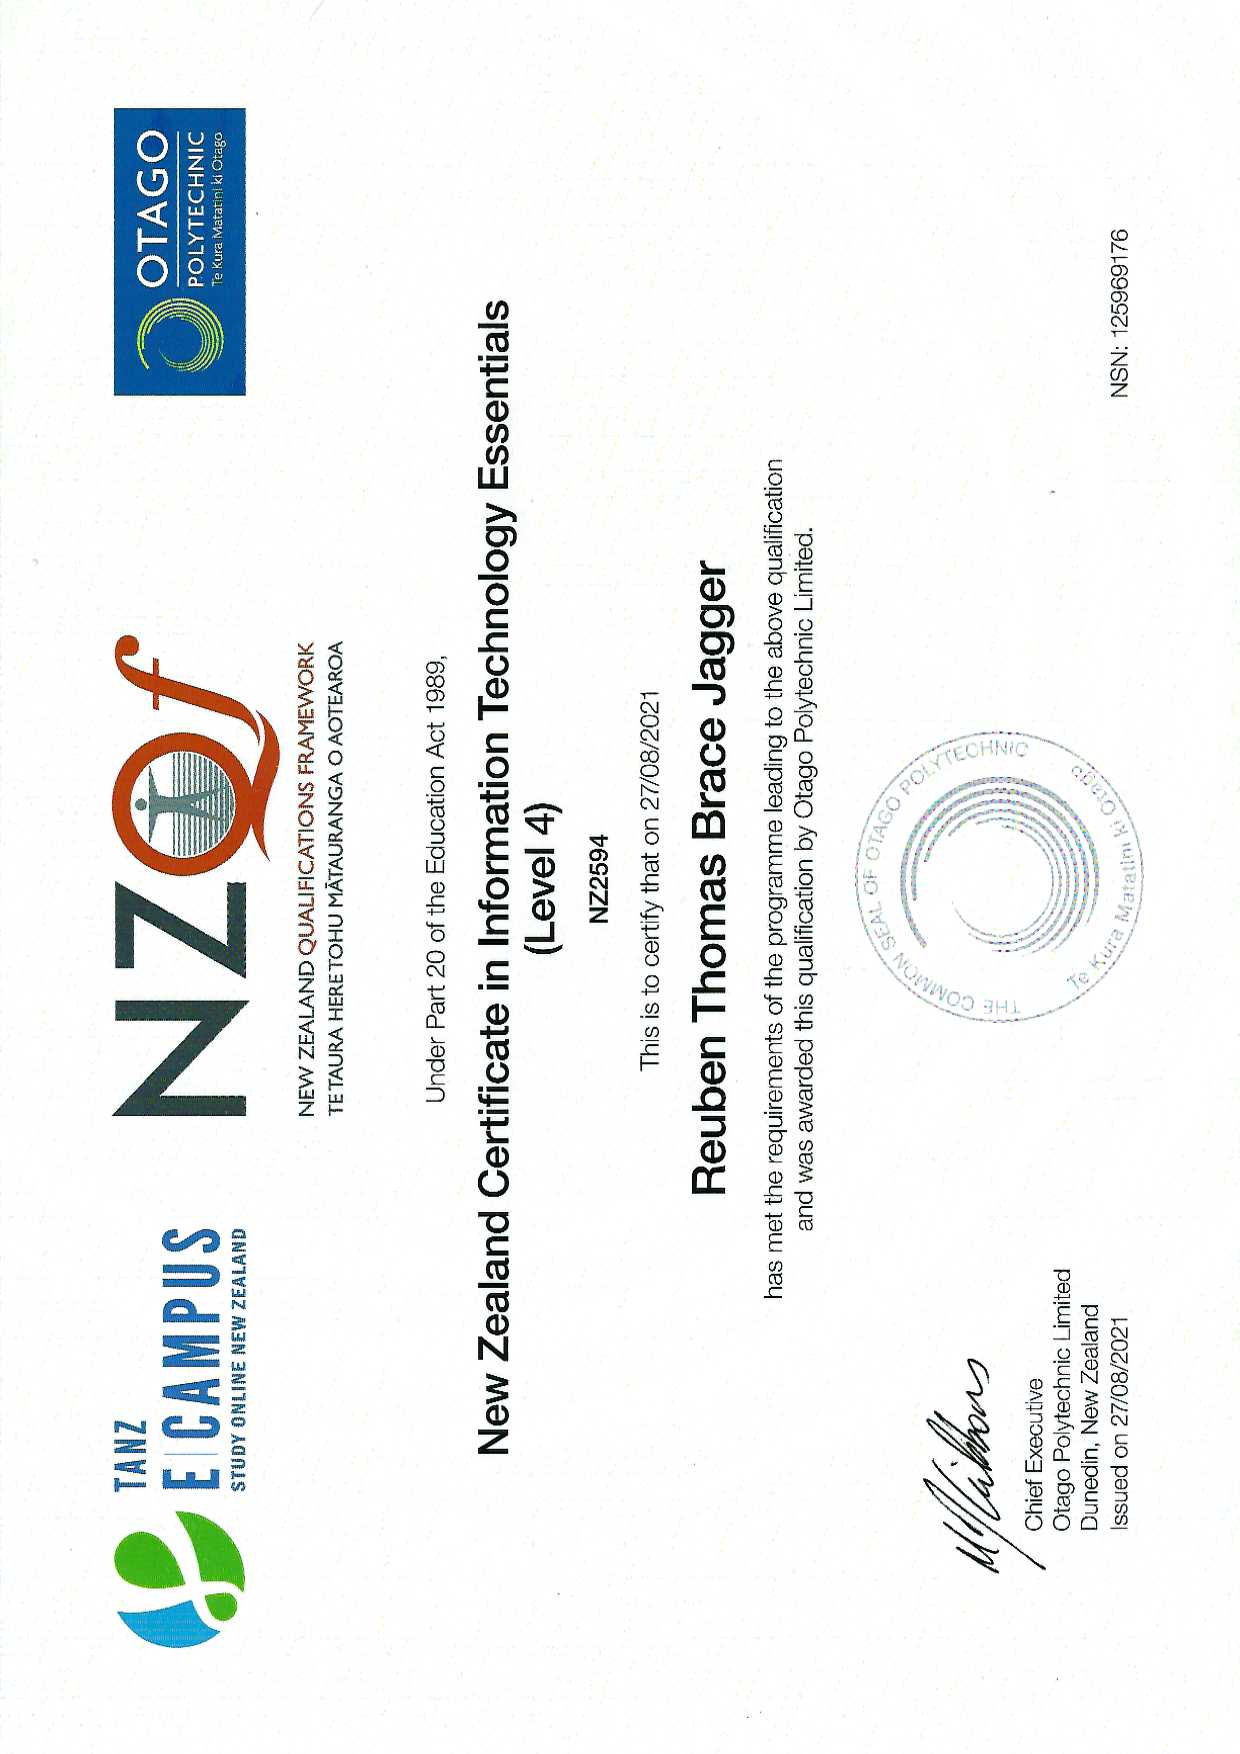 TANZ
E|CAMPUS
STUDY ONLINE NEW ZEALAND
NZQf
NEW ZEALAND QUALIFICATIONS FRAMEWORK
TE TAURA HERE TOHU MĀTAURANGA O AOTEAROA
OTAGO
POLYTECHNIC
Te Kura Matatini ki Otago
Under Part 20 of the Education Act 1989,
New Zealand Certificate in Information Technology Essentials
(Level 4)
NZ2594
This is to certify that on 27/08/2021
Reuben Thomas Brace Jagger
has met the requirements of the programme leading to the above qualification
and was awarded this qualification by Otago Polytechnic Limited.
THE COMMON SEAL OF OTAGO POLYTECHNIC
Te Kura Matatini ki Otago
Chief Executive
Otago Polytechnic Limited
Dunedin, New Zealand
Issued on 27/08/2021
NSN: 125969176